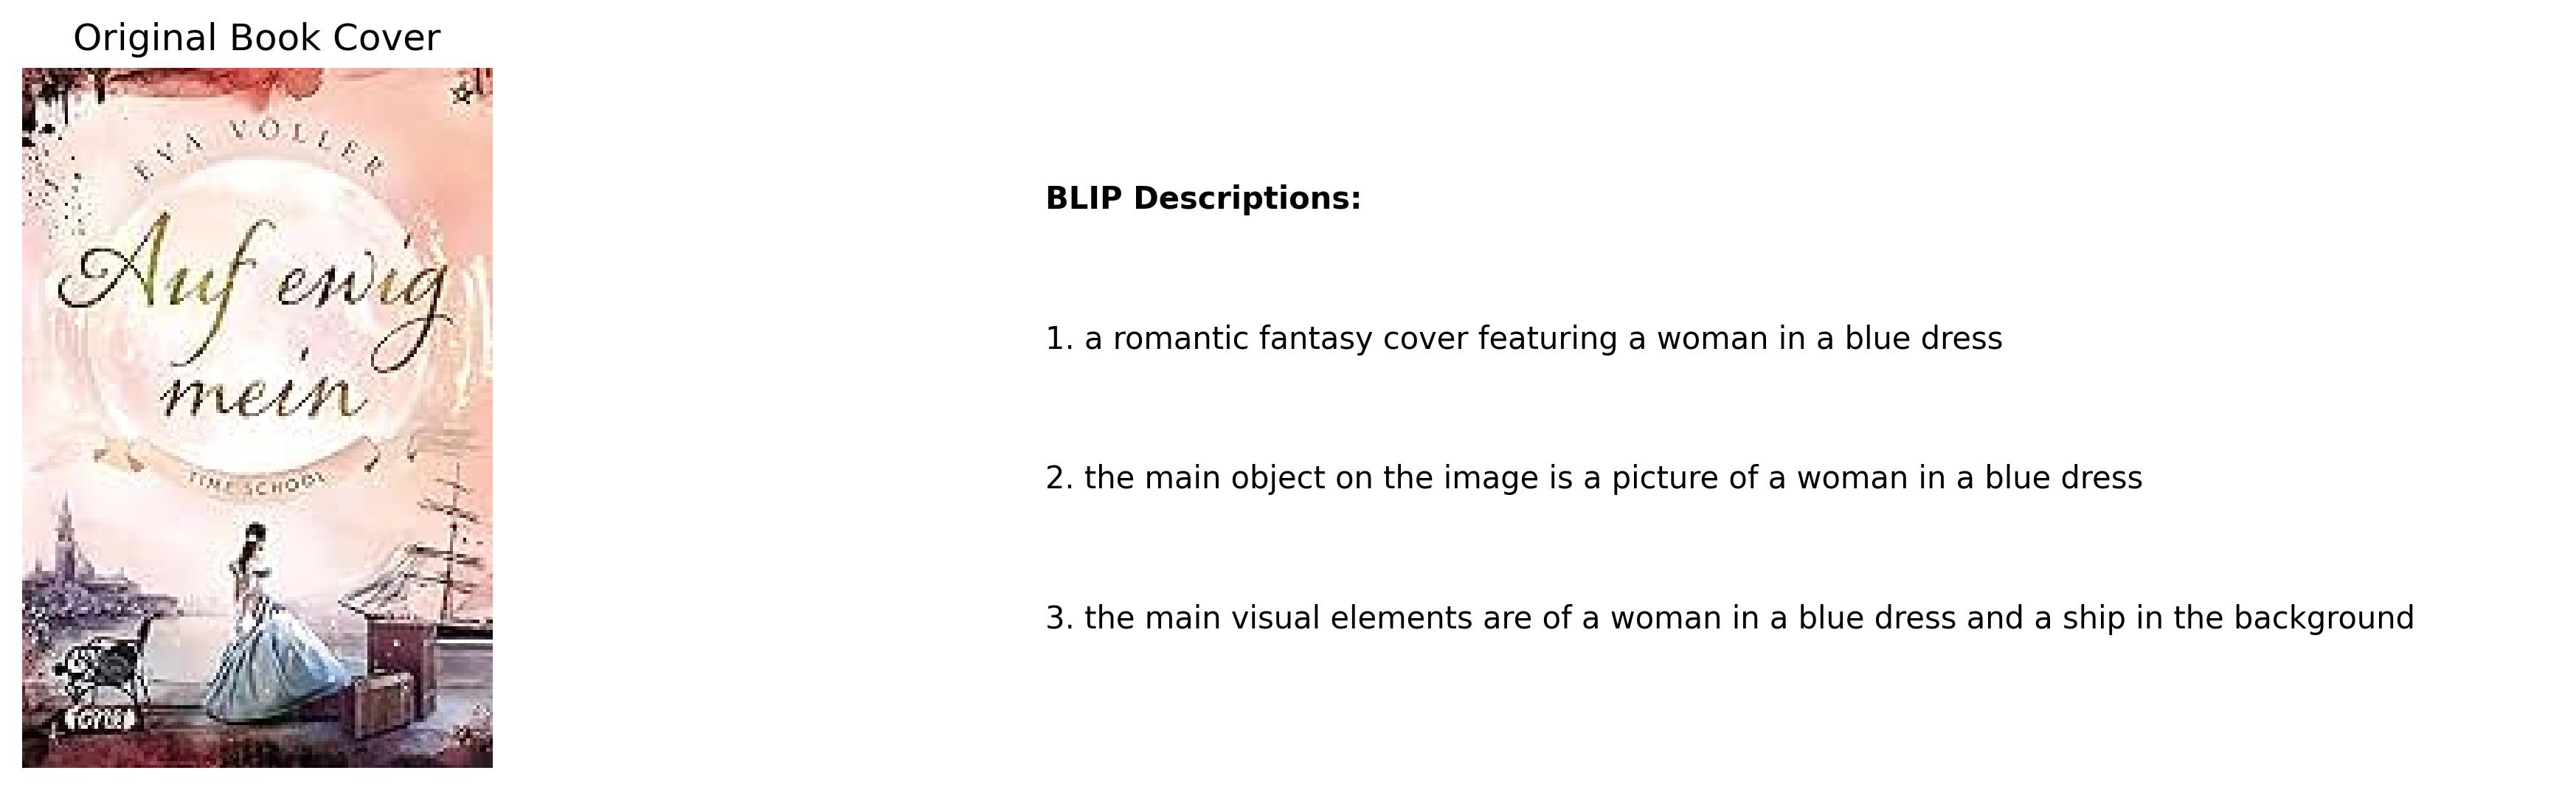 Original Book Cover
EVA VÖLLER
Auf ewig
mein
TIME SCHOOL
BLIP Descriptions:
1. a romantic fantasy cover featuring a woman in a blue dress
2. the main object on the image is a picture of a woman in a blue dress
3. the main visual elements are of a woman in a blue dress and a ship in the background